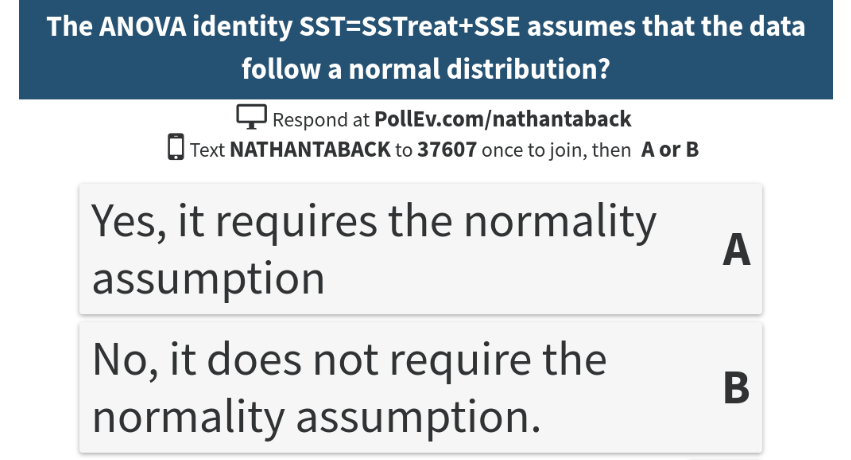 The ANOVA identity SST=SSTreat+SSE assumes that the data
follow a normal distribution?
Respond at PollEv.com/nathantaback
Text NATHANTABACK to 37607 once to join, then A or B
Yes, it requires the normality
assumption
A
No, it does not require the
normality assumption.
B